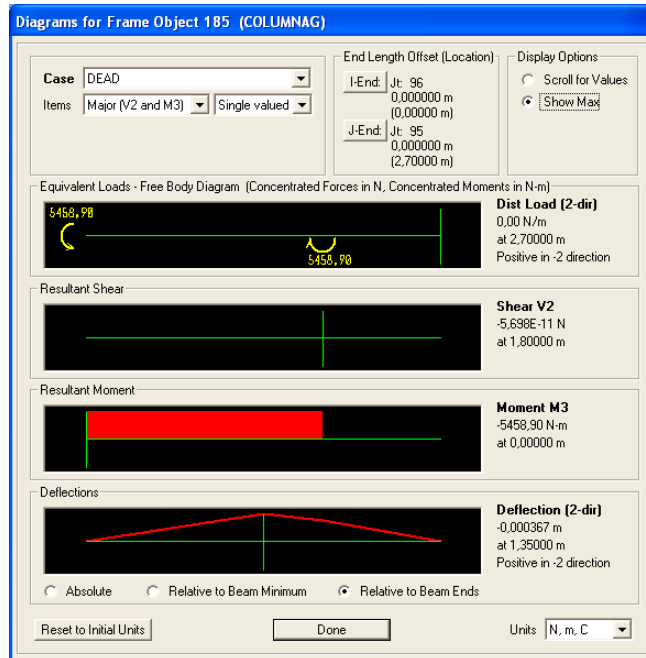 Diagrams for Frame Object 185 (COLUMNAG)
Case DEAD
Items Major (V2 and M3) Single valued
End Length Offset (Location)
I-End: Jt: 96
0,000000 m
(0,00000 m)
J-End: Jt: 95
0,000000 m
(2,70000 m)
Display Options
Scroll for Values
Show Max
Equivalent Loads - Free Body Diagram (Concentrated Forces in N, Concentrated Moments in N-m)
5458,90
5458,90
Dist Load (2-dir)
0,00 N/m
at 2,70000 m
Positive in -2 direction
Resultant Shear
Shear V2
-5,698E-11 N
at 1,80000 m
Resultant Moment
Moment M3
-5458,90 N-m
at 0,00000 m
Deflections
Deflection (2-dir)
-0,000367 m
at 1,35000 m
Positive in -2 direction
Absolute Relative to Beam Minimum Relative to Beam Ends
Reset to Initial Units Done Units N, m, C